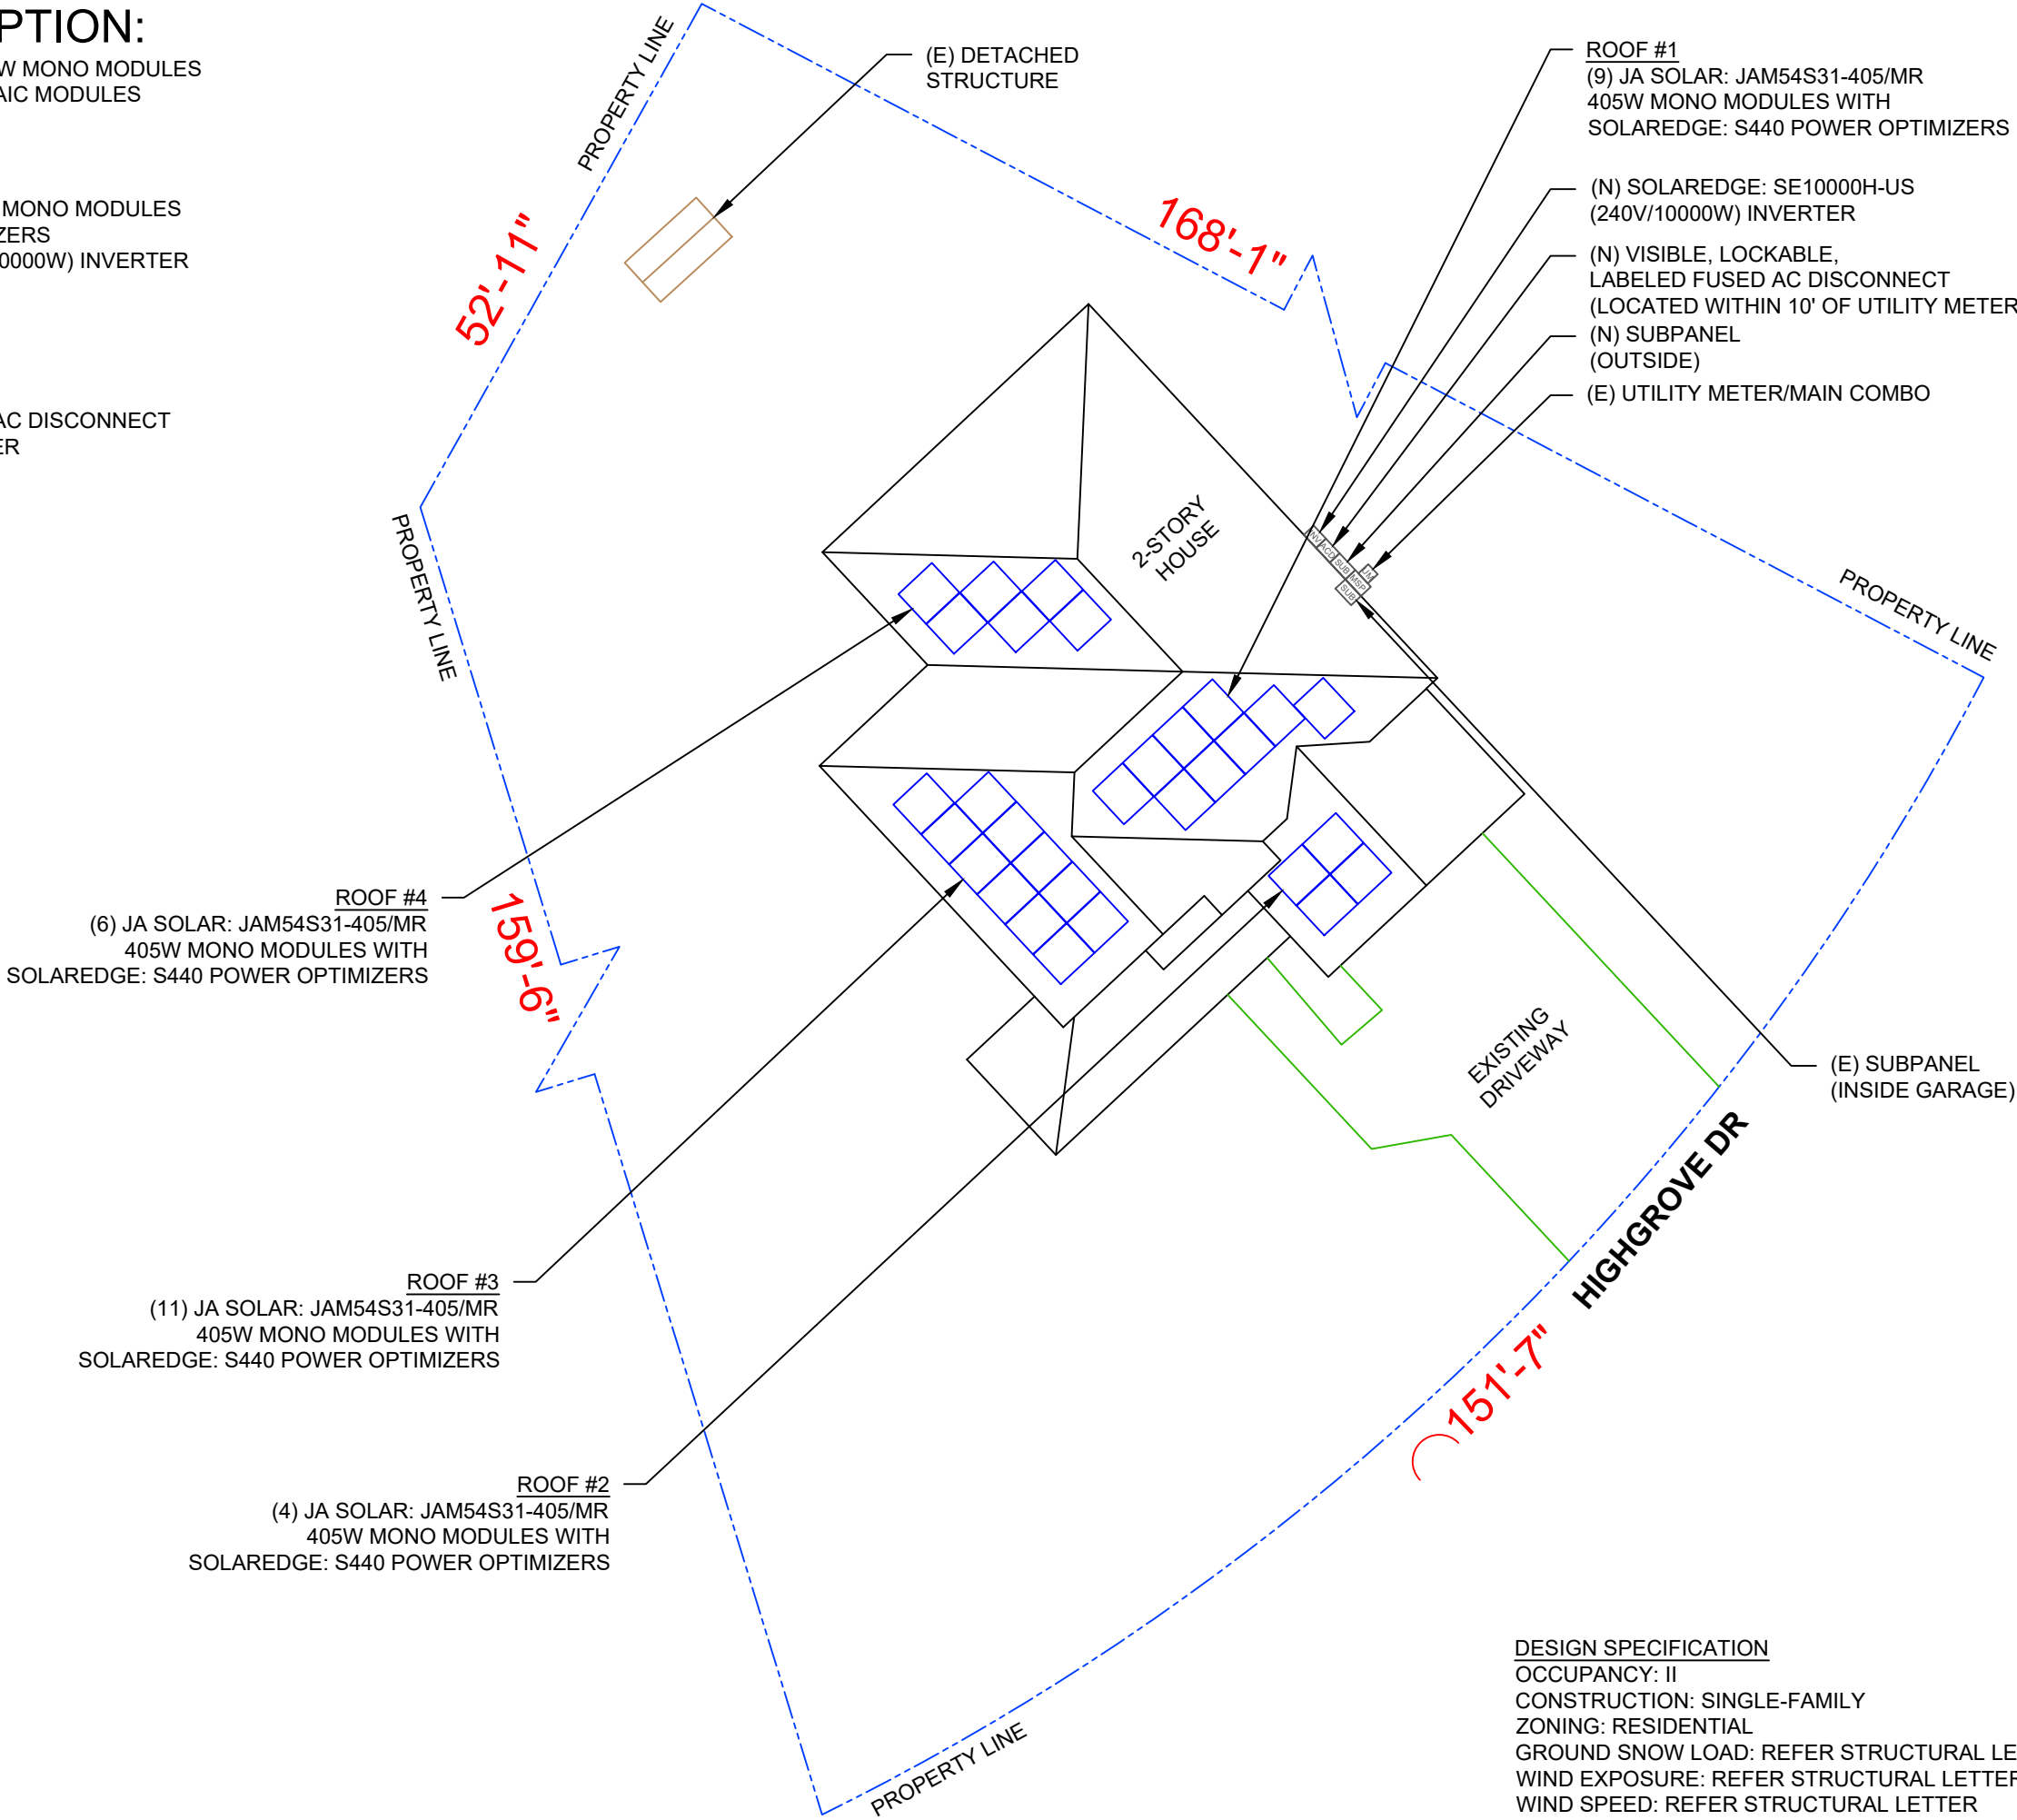 PTION:
W MONO MODULES
AIC MODULES
MONO MODULES
ZERS
0000W) INVERTER
AC DISCONNECT
ER
PROPERTY LINE
(E) DETACHED
STRUCTURE
52'-11"
168'-1"
ROOF #1
(9) JA SOLAR: JAM54S31-405/MR
405W MONO MODULES WITH
SOLAREDGE: S440 POWER OPTIMIZERS
(N) SOLAREDGE: SE10000H-US
(240V/10000W) INVERTER
(N) VISIBLE, LOCKABLE,
LABELED FUSED AC DISCONNECT
(LOCATED WITHIN 10' OF UTILITY METER
(N) SUBPANEL
(OUTSIDE)
(E) UTILITY METER/MAIN COMBO
2-STORY
HOUSE
INV
ACD
SUB
MSP
UM
SUB
PROPERTY LINE
PROPERTY LINE
ROOF #4
(6) JA SOLAR: JAM54S31-405/MR
405W MONO MODULES WITH
SOLAREDGE: S440 POWER OPTIMIZERS
159'-6"
EXISTING
DRIVEWAY
(E) SUBPANEL
(INSIDE GARAGE)
HIGHGROVE DR
ROOF #3
(11) JA SOLAR: JAM54S31-405/MR
405W MONO MODULES WITH
SOLAREDGE: S440 POWER OPTIMIZERS
151'-7"
ROOF #2
(4) JA SOLAR: JAM54S31-405/MR
405W MONO MODULES WITH
SOLAREDGE: S440 POWER OPTIMIZERS
PROPERTY LINE
DESIGN SPECIFICATION
OCCUPANCY: II
CONSTRUCTION: SINGLE-FAMILY
ZONING: RESIDENTIAL
GROUND SNOW LOAD: REFER STRUCTURAL LE
WIND EXPOSURE: REFER STRUCTURAL LETTER
WIND SPEED: REFER STRUCTURAL LETTER